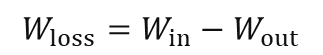 W_loss = W_in − W_out